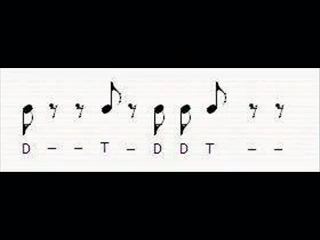 D – – T – D D T – –